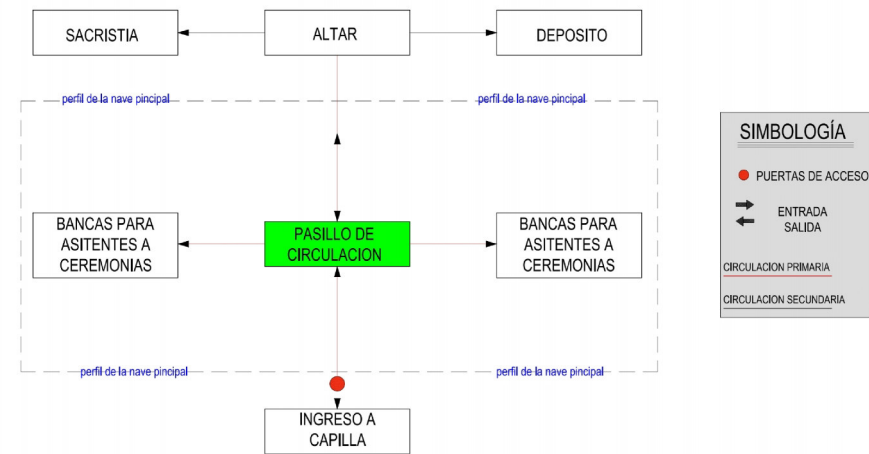 SACRISTIA
ALTAR
DEPOSITO
perfil de la nave pincipal
perfil de la nave pincipal
BANCAS PARA
ASITENTES A
CEREMONIAS
PASILLO DE
CIRCULACION
BANCAS PARA
ASITENTES A
CEREMONIAS
perfil de la nave pincipal
perfil de la nave pincipal
INGRESO A
CAPILLA
SIMBOLOGÍA
PUERTAS DE ACCESO
ENTRADA
SALIDA
CIRCULACION PRIMARIA
CIRCULACION SECUNDARIA